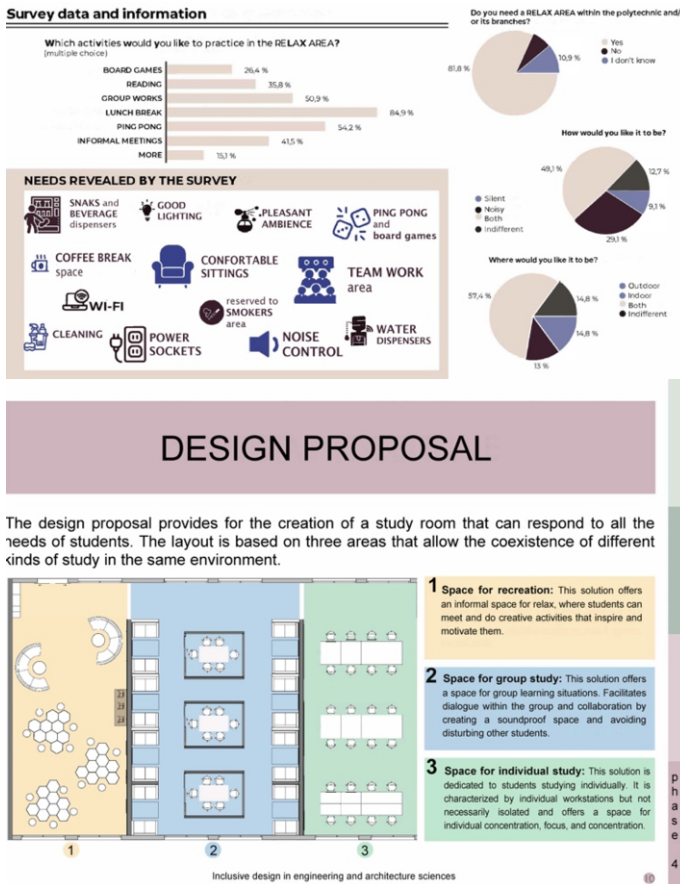 Survey data and information
Which activities would you like to practice in the RELAX AREA?
[multiple choice]
BOARD GAMES 26,4 %
READING 35,8 %
GROUP WORKS 50,9 %
LUNCH BREAK 84,9 %
PING PONG 54,2 %
INFORMAL MEETINGS 41,5 %
MORE 15,1 %
NEEDS REVEALED BY THE SURVEY
SNAKS and
BEVERAGE
dispensers
GOOD
LIGHTING
PLEASANT
AMBIENCE
PING PONG
and
board games
COFFEE BREAK
space
CONFORTABLE
SITTINGS
TEAM WORK
area
WI-FI
reserved to
SMOKERS
area
CLEANING
POWER
SOCKETS
NOISE
CONTROL
WATER
DISPENSERS
Do you need a RELAX AREA within the polytechnic and/
or its branches?
81,8 %
10,9 %
Yes
No
I don't know
How would you like it to be?
49,1 %
12,7 %
9,1 %
29,1 %
Silent
Noisy
Both
Indifferent
Where would you like it to be?
57,4 %
14,8 %
14,8 %
13 %
Outdoor
Indoor
Both
Indifferent
DESIGN PROPOSAL
The design proposal provides for the creation of a study room that can respond to all the
needs of students. The layout is based on three areas that allow the coexistence of different
kinds of study in the same environment.
1 Space for recreation: This solution offers
an informal space for relax, where students can
meet and do creative activities that inspire and
motivate them.
2 Space for group study: This solution offers
a space for group learning situations. Facilitates
dialogue within the group and collaboration by
creating a soundproof space and avoiding
disturbing other students.
3 Space for individual study: This solution is
dedicated to students studying individually. It is
characterized by individual workstations but not
necessarily isolated and offers a space for
individual concentration, focus, and concentration.
1
2
3
Inclusive design in engineering and architecture sciences
phase 4
10